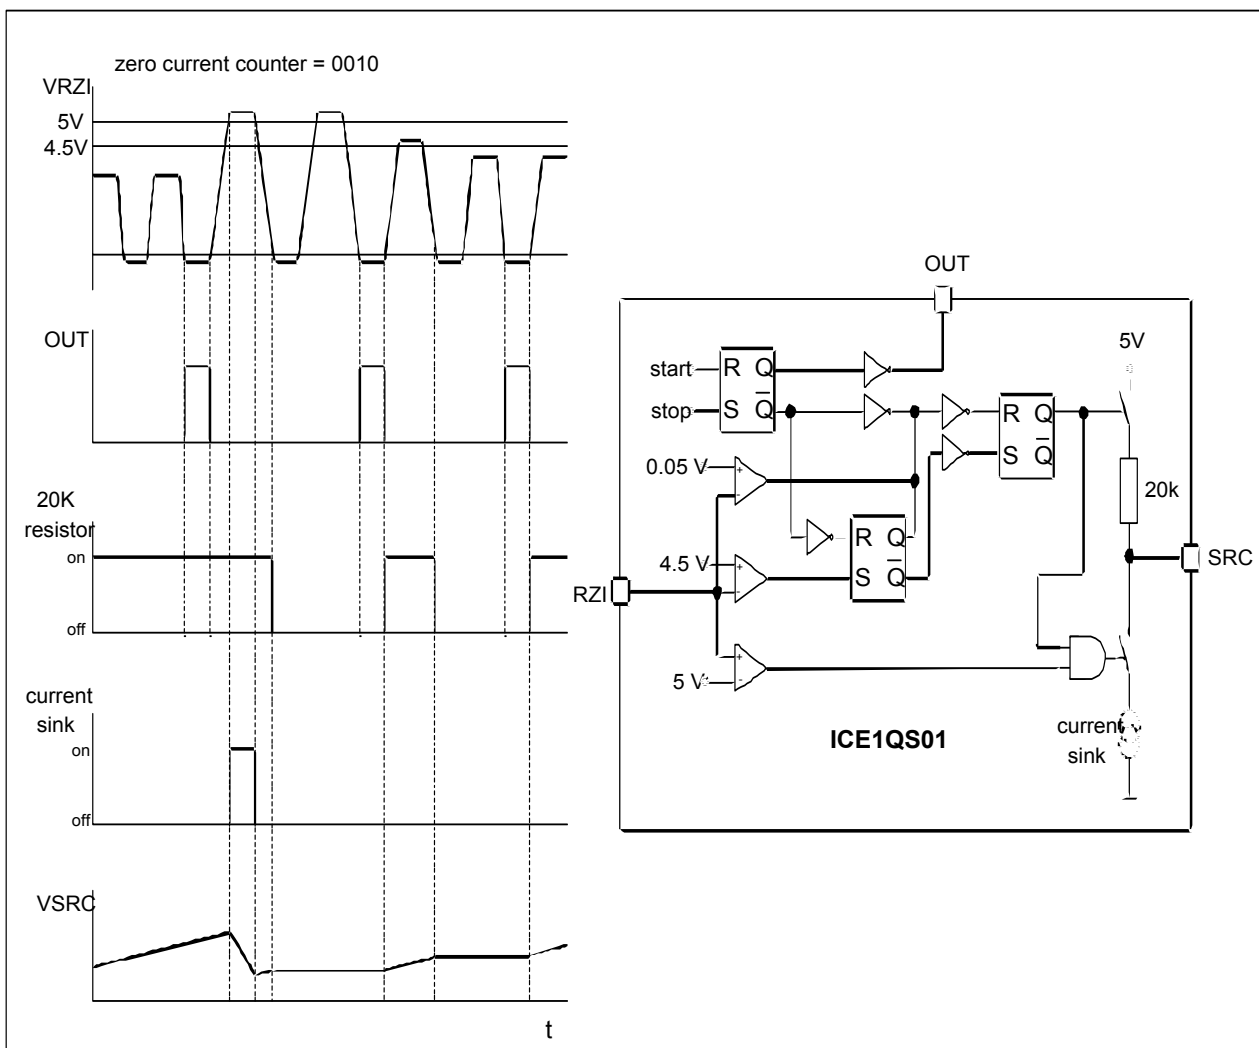 zero current counter = 0010
VRZI
5V
4.5V
OUT
20K
resistor
on
off
current
sink
on
off
VSRC
t
OUT
5V
start
R Q
stop
S Q
R Q
S Q
0.05 V
+
-
20k
R Q
S Q
4.5 V
+
-
SRC
RZI
+
-
5 V
current
sink
ICE1QS01